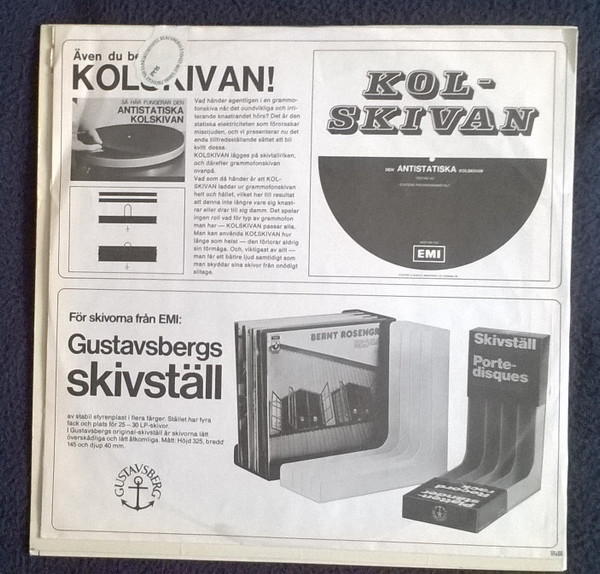 Även du be
KOLSKIVAN!
SÅ HÄR FUNGERAR DEN
ANTISTATISKA
KOLSKIVAN
Vad händer egentligen i en grammo-
fonskiva när det oundvikliga och irri-
terande knastrandet hörs? Det är den
statiska elektriciteten som förorsakar
missljuden, och vi presenterar nu det
enda tillfredsställande sättet att bli
kvitt dessa.
KOLSKIVAN lägges på skivtallriken,
och därefter grammofonskivan
ovanpå.
Vad som då händer är att KOL-
SKIVAN laddar ur grammofonskivan
helt och hållet, vilket har till resultat
att denna inte längre vare sig knast-
rar eller drar till sig damm. Det spelar
ingen roll vad för typ av grammofon
man har — KOLSKIVAN passar alla.
Man kan använda KOLSKIVAN hur
länge som helst — den förlorar aldrig
sin förmåga. Och, viktigast av allt —
man får ett bättre ljud samtidigt som
man skyddar sina skivor från onödigt
slitage.
KOL-
SKIVAN
DEN ANTISTATISKA KOLSKIVAN
EMI
För skivorna från EMI:
Gustavsbergs
skivställ
av stabil styrenplast i flera färger. Stället har fyra
fack och plats för 25 – 30 LP-skivor.
I Gustavsbergs original-skivställ är skivorna lätt
överskådliga och lätt åtkomliga. Mått: Höjd 325, bredd
145 och djup 40 mm.
GUSTAVSBERG
BERNT ROSENGR
Skivställ
Porte-
disques
Platten-
ständer
Record
rack